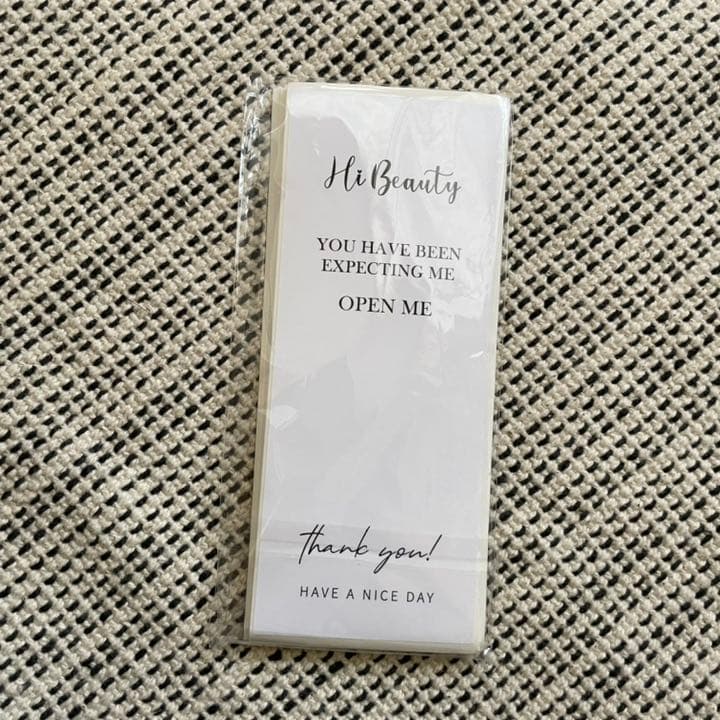 Hi Beauty
YOU HAVE BEEN
EXPECTING ME
OPEN ME
thank you!
HAVE A NICE DAY